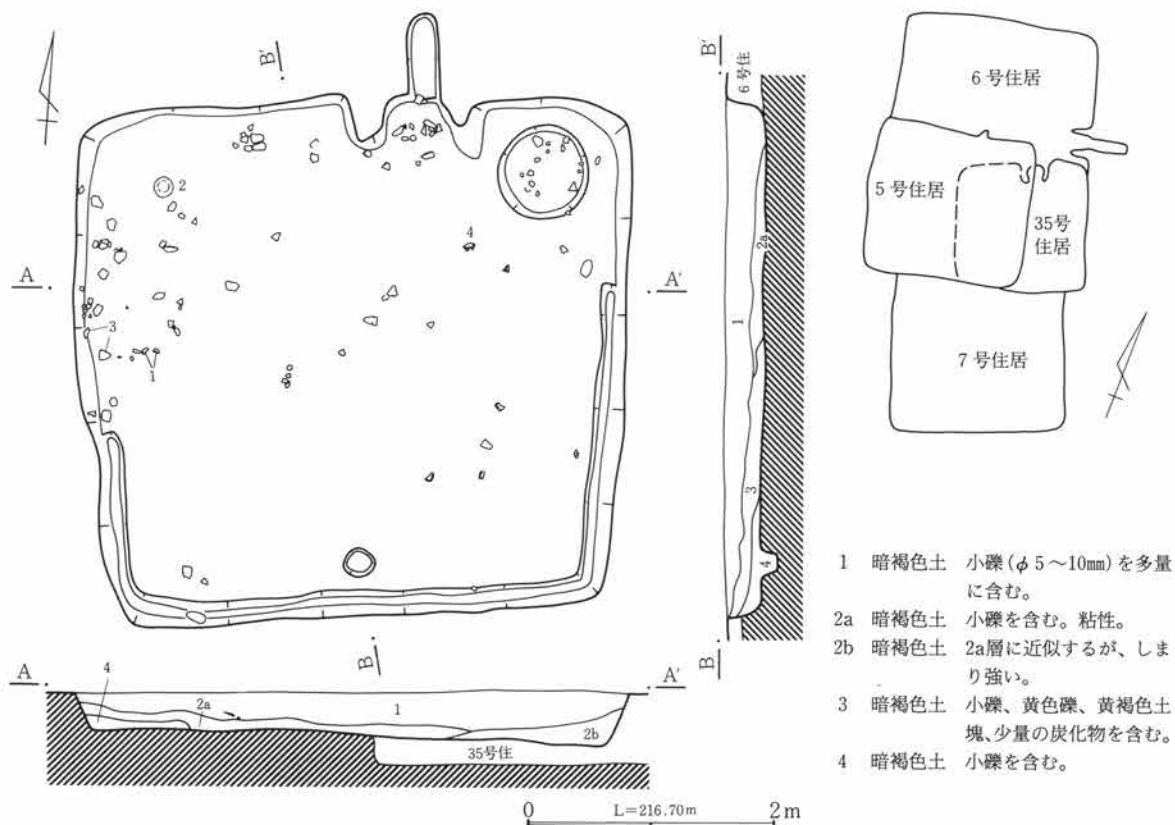 B'
2
4
A
A'
3
1
B
A
A'
4
2a
1
2b
35号住
B'
6号住
2a
1
3
4
B
6号住居
5号住居
35号
住居
7号住居
1 暗褐色土 小礫(φ5～10㎜)を多量
に含む。
2a 暗褐色土 小礫を含む。粘性。
2b 暗褐色土 2a層に近似するが、しま
り強い。
3 暗褐色土 小礫、黄色礫、黄褐色土
塊、少量の炭化物を含む。
4 暗褐色土 小礫を含む。
0 L=216.70m 2m